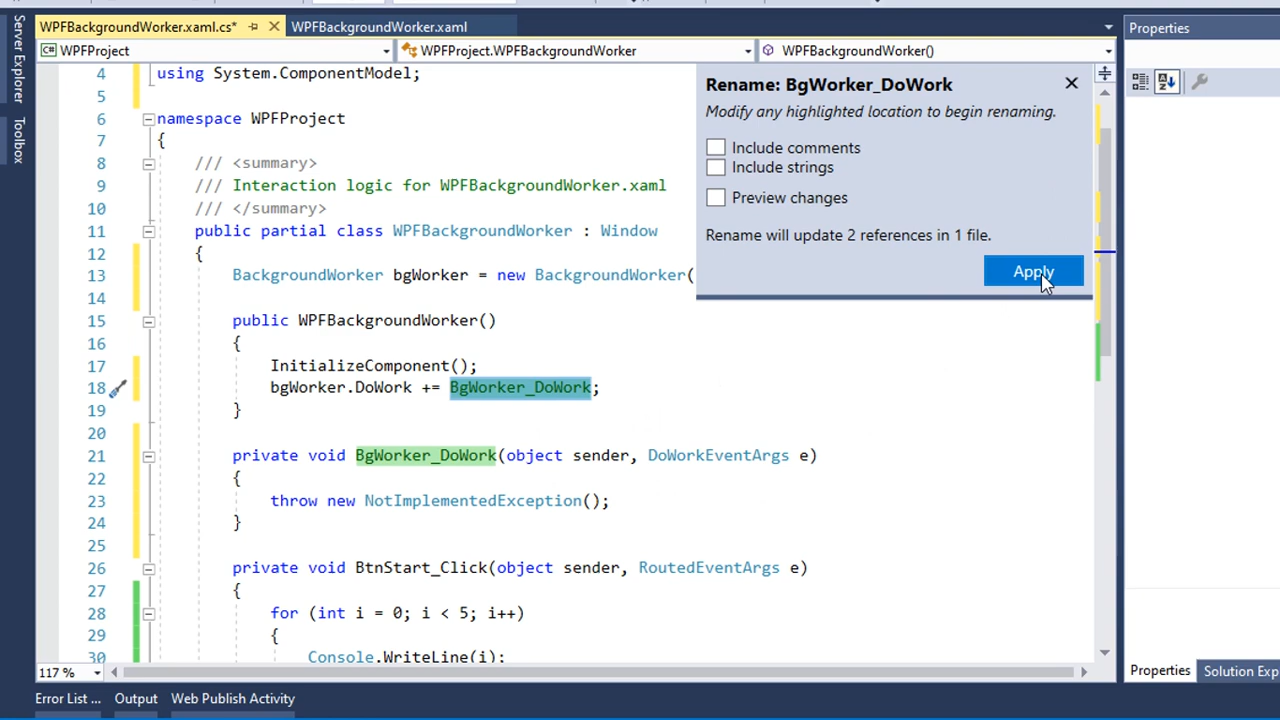 WPFBackgroundWorker.xaml.cs*
WPFBackgroundWorker.xaml
Properties
Server Explorer
Toolbox
C# WPFProject
WPFProject.WPFBackgroundWorker
WPFBackgroundWorker()
4 using System.ComponentModel;
5
6 namespace WPFProject
7 {
8 /// <summary>
9 /// Interaction logic for WPFBackgroundWorker.xaml
10 /// </summary>
11 public partial class WPFBackgroundWorker : Window
12 {
13 BackgroundWorker bgWorker = new BackgroundWorker(
14
15 public WPFBackgroundWorker()
16 {
17 InitializeComponent();
18 bgWorker.DoWork += BgWorker_DoWork;
19 }
20
21 private void BgWorker_DoWork(object sender, DoWorkEventArgs e)
22 {
23 throw new NotImplementedException();
24 }
25
26 private void BtnStart_Click(object sender, RoutedEventArgs e)
27 {
28 for (int i = 0; i < 5; i++)
29 {
30 Console.WriteLine(i);
Rename: BgWorker_DoWork
Modify any highlighted location to begin renaming.
Include comments
Include strings
Preview changes
Rename will update 2 references in 1 file.
Apply
117 %
Properties
Solution Exp
Error List ...
Output
Web Publish Activity